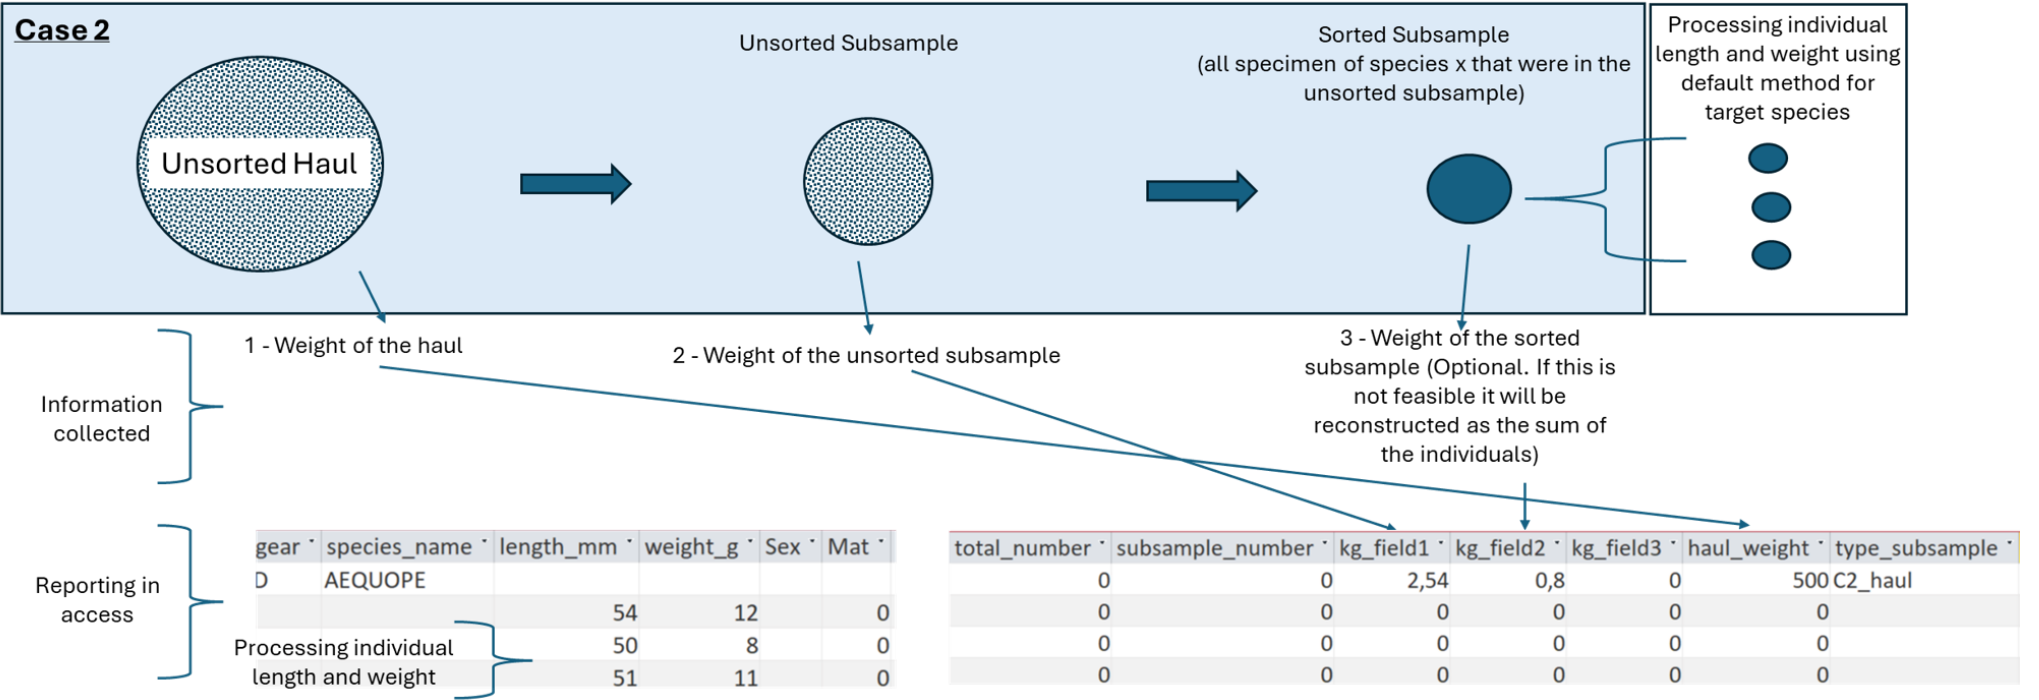 Case 2
Unsorted Haul
Unsorted Subsample
Sorted Subsample
(all specimen of species x that were in the
unsorted subsample)
Processing individual
length and weight using
default method for
target species
Information
collected
1 - Weight of the haul
2 - Weight of the unsorted subsample
3 - Weight of the sorted
subsample (Optional. If this is
not feasible it will be
reconstructed as the sum of
the individuals)
Reporting in
access
Processing individual
length and weight
gear species_name length_mm weight_g Sex Mat
D AEQUOPE
54 12 0
50 8 0
51 11 0
total_number subsample_number kg_field1 kg_field2 kg_field3 haul_weight type_subsample
0 0 2,54 0,8 0 500 C2_haul
0 0 0 0 0 0
0 0 0 0 0 0
0 0 0 0 0 0